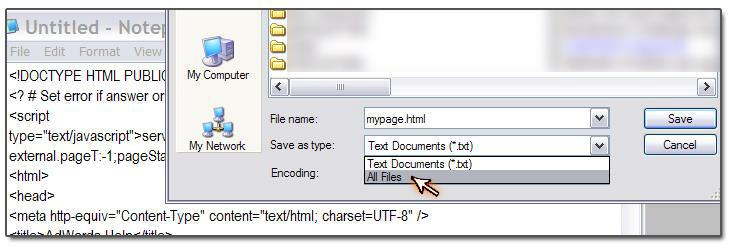 Untitled - Notep
File Edit Format View
<!DOCTYPE HTML PUBLIC
<? # Set error if answer or
<script
type="text/javascript">serv
external.pageT:-1;pageSta
<html>
<head>
<meta http-equiv="Content-Type" content="text/html; charset=UTF-8" />
<title>AdWords Help</title>
My Computer
My Network
File name: mypage.html Save
Save as type: Text Documents (*.txt) Cancel
Text Documents (*.txt)
Encoding: All Files